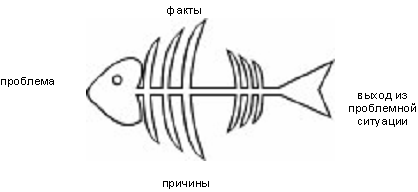 факты
проблема
выход из
проблемной
ситуации
причины